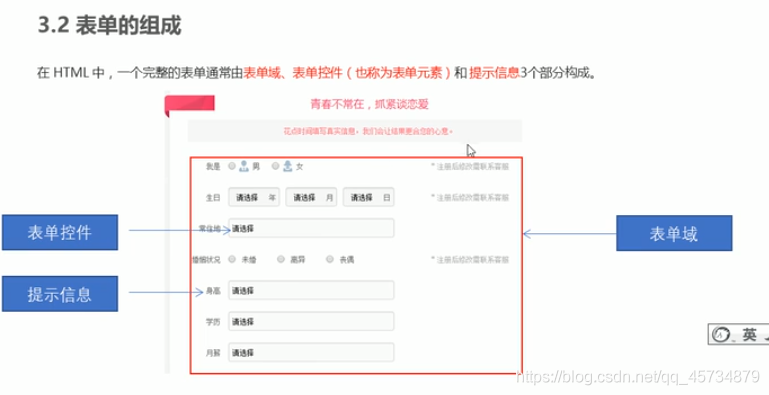 3.2 表单的组成
在 HTML 中，一个完整的表单通常由表单域、表单控件（也称为表单元素）和 提示信息3个部分构成。
青春不常在，抓紧谈恋爱
花点时间填写真实信息，我们会让结果更合您的心意。
我是 男 女 * 注册后修改需联系客服
生日 请选择 年 请选择 月 请选择 日 * 注册后修改需联系客服
表单控件 常住地 请选择 表单域
婚姻状况 未婚 离异 丧偶 * 注册后修改需联系客服
提示信息 身高 请选择
学历 请选择
英
月薪 请选择
https://blog.csdn.net/qq_45734879